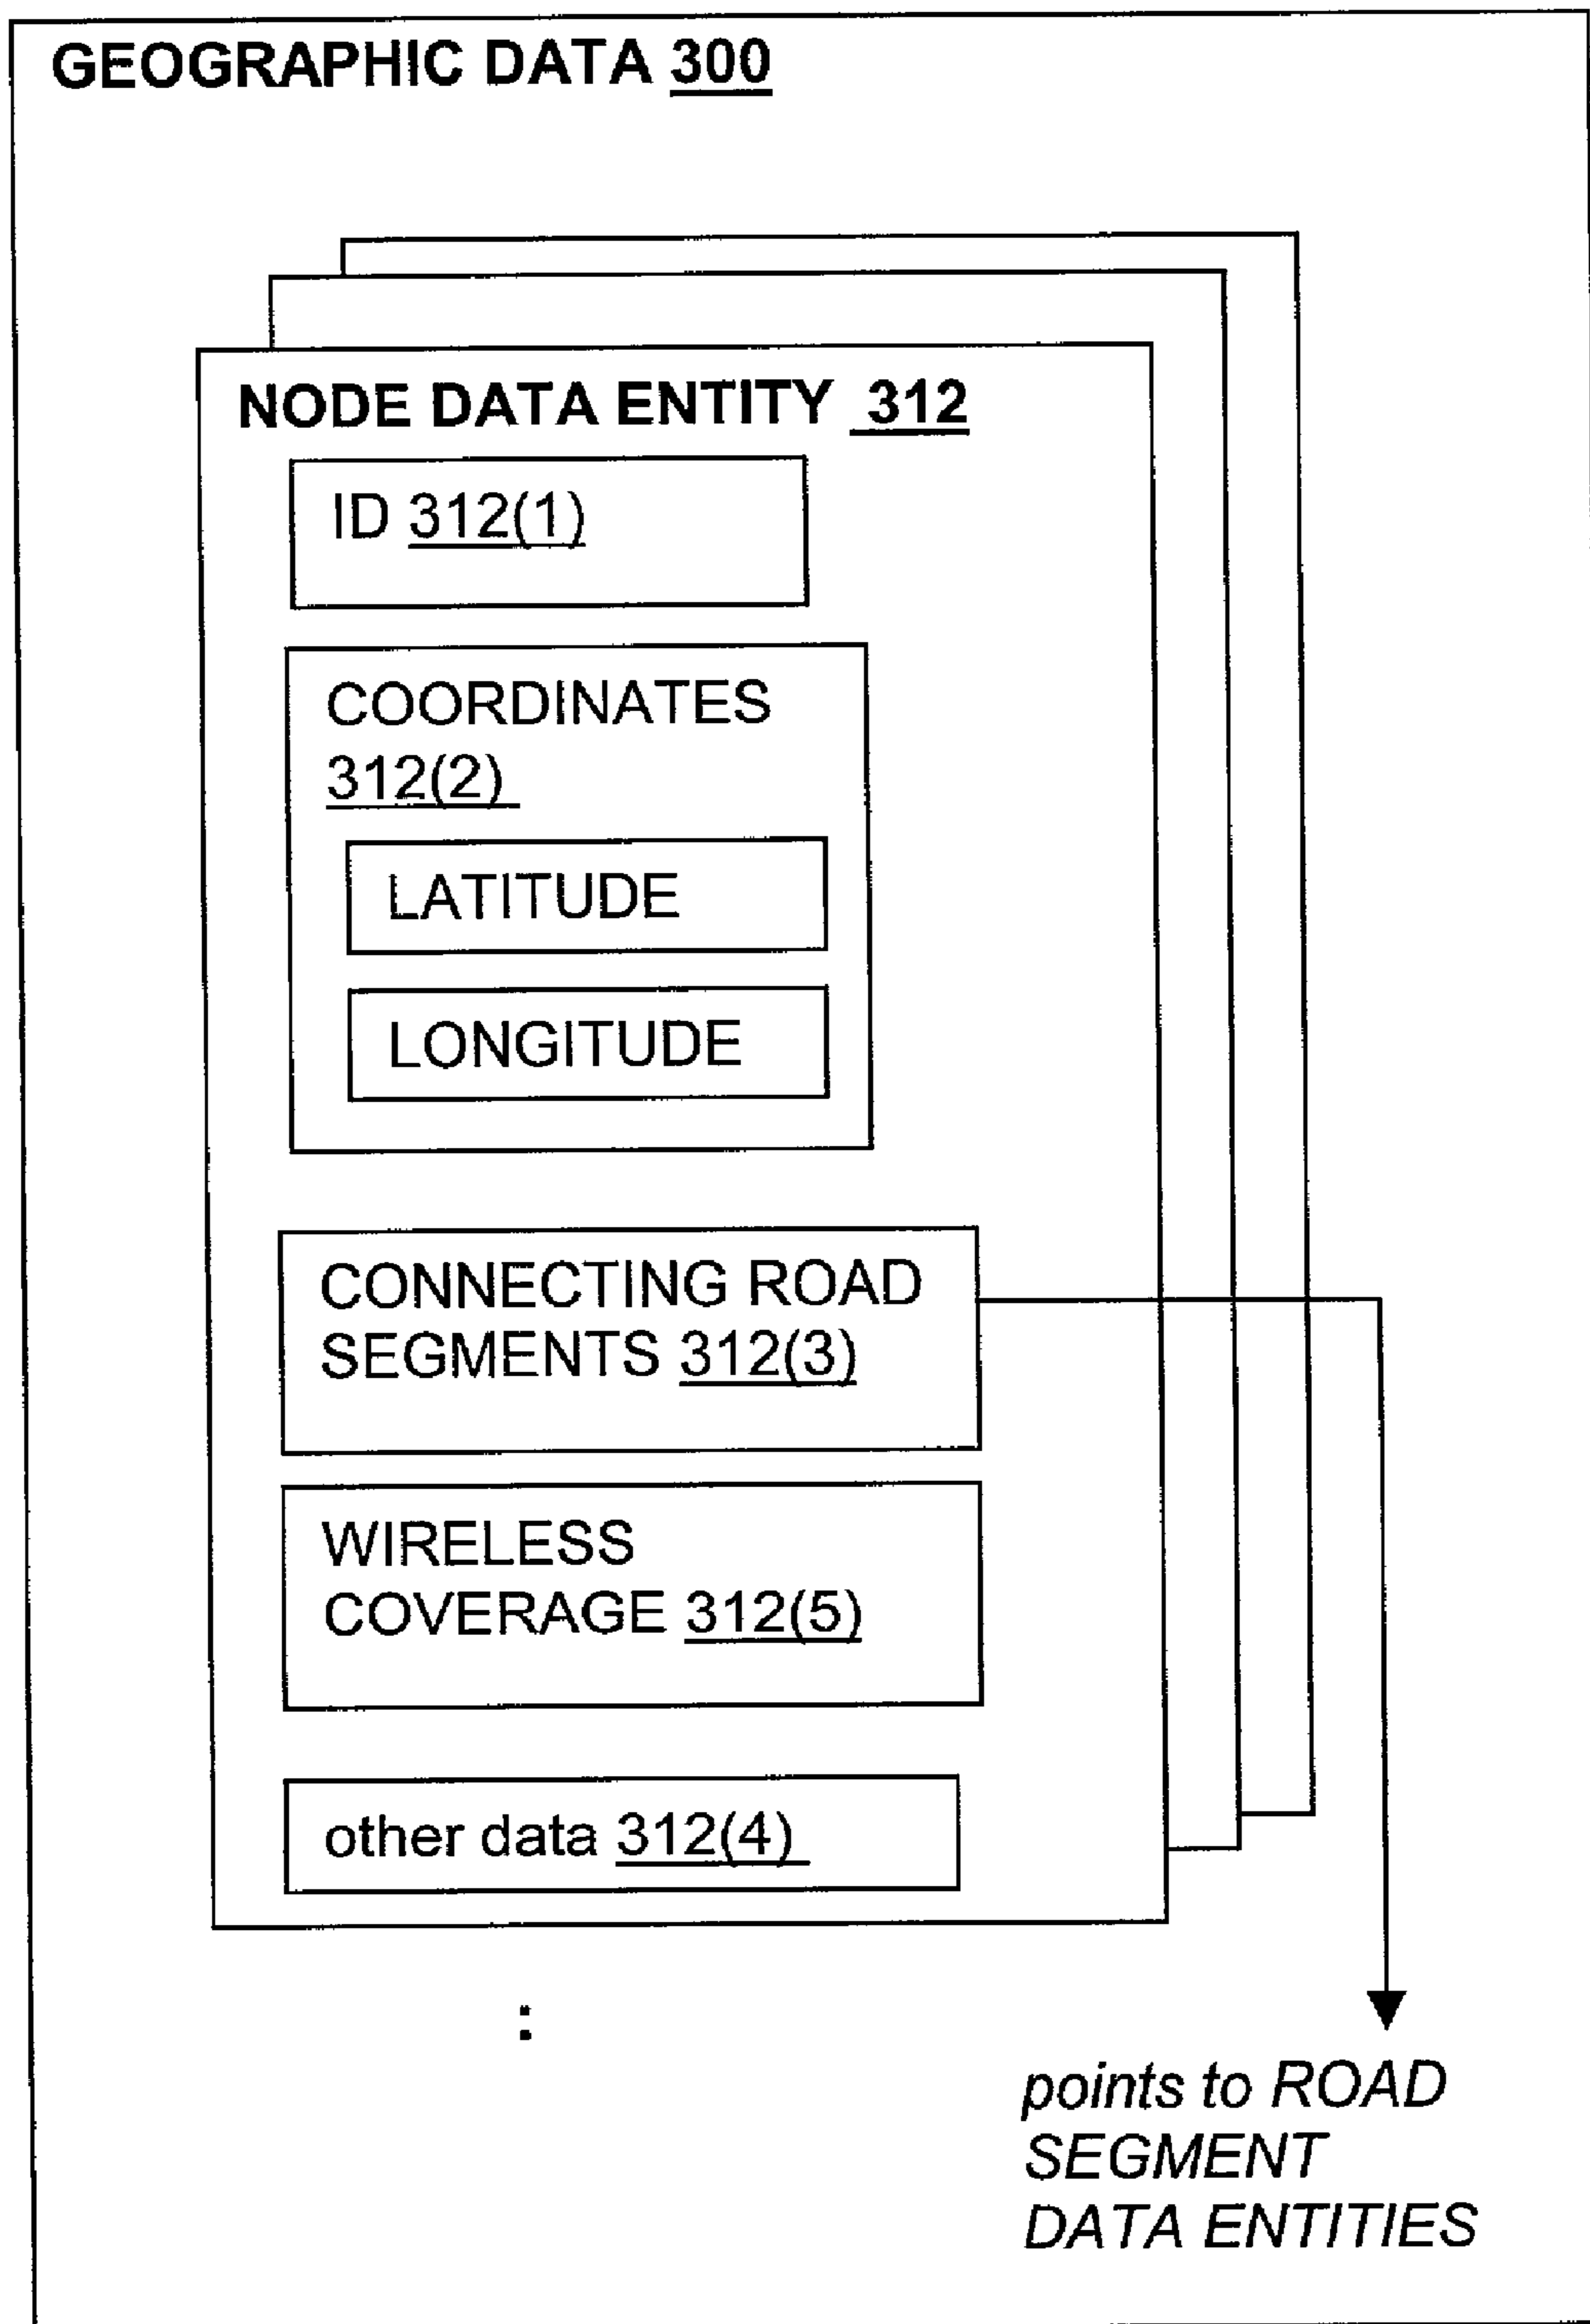 GEOGRAPHIC DATA 300
NODE DATA ENTITY 312
ID 312(1)
COORDINATES
312(2)
LATITUDE
LONGITUDE
CONNECTING ROAD
SEGMENTS 312(3)
WIRELESS
COVERAGE 312(5)
other data 312(4)
:
points to ROAD
SEGMENT
DATA ENTITIES